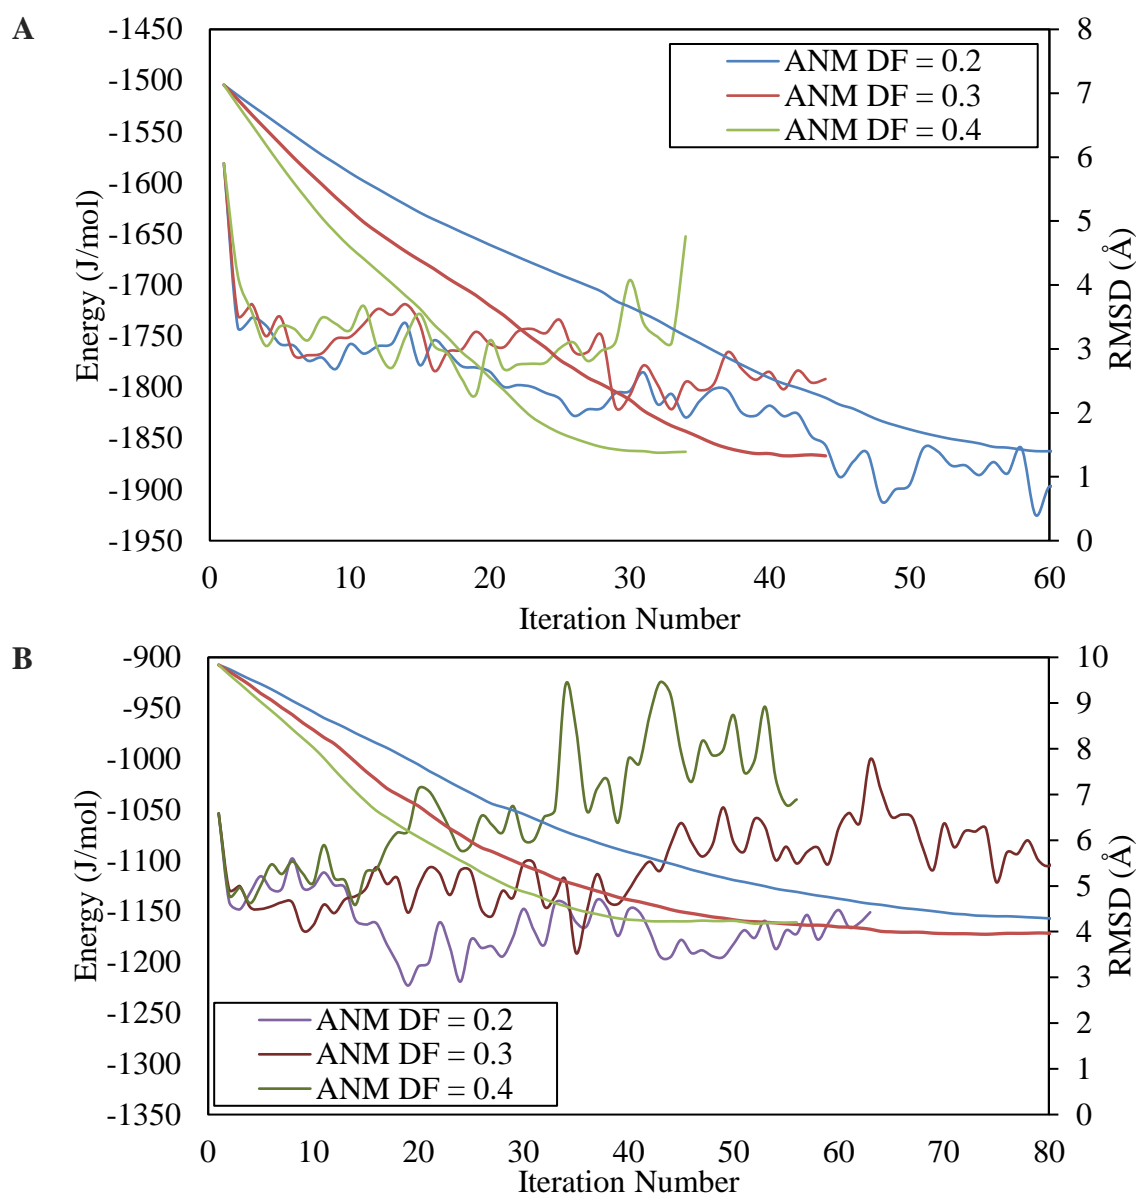 A
-1450
-1500
-1550
-1600
-1650
-1700
-1750
-1800
-1850
-1900
-1950
Energy (J/mol)
8
7
6
5
4
3
2
1
0
RMSD (Å)
ANM DF = 0.2
ANM DF = 0.3
ANM DF = 0.4
0 10 20 30 40 50 60
Iteration Number
B
-900
-950
-1000
-1050
-1100
-1150
-1200
-1250
-1300
-1350
Energy (J/mol)
10
9
8
7
6
5
4
3
2
1
0
RMSD (Å)
ANM DF = 0.2
ANM DF = 0.3
ANM DF = 0.4
0 10 20 30 40 50 60 70 80
Iteration Number